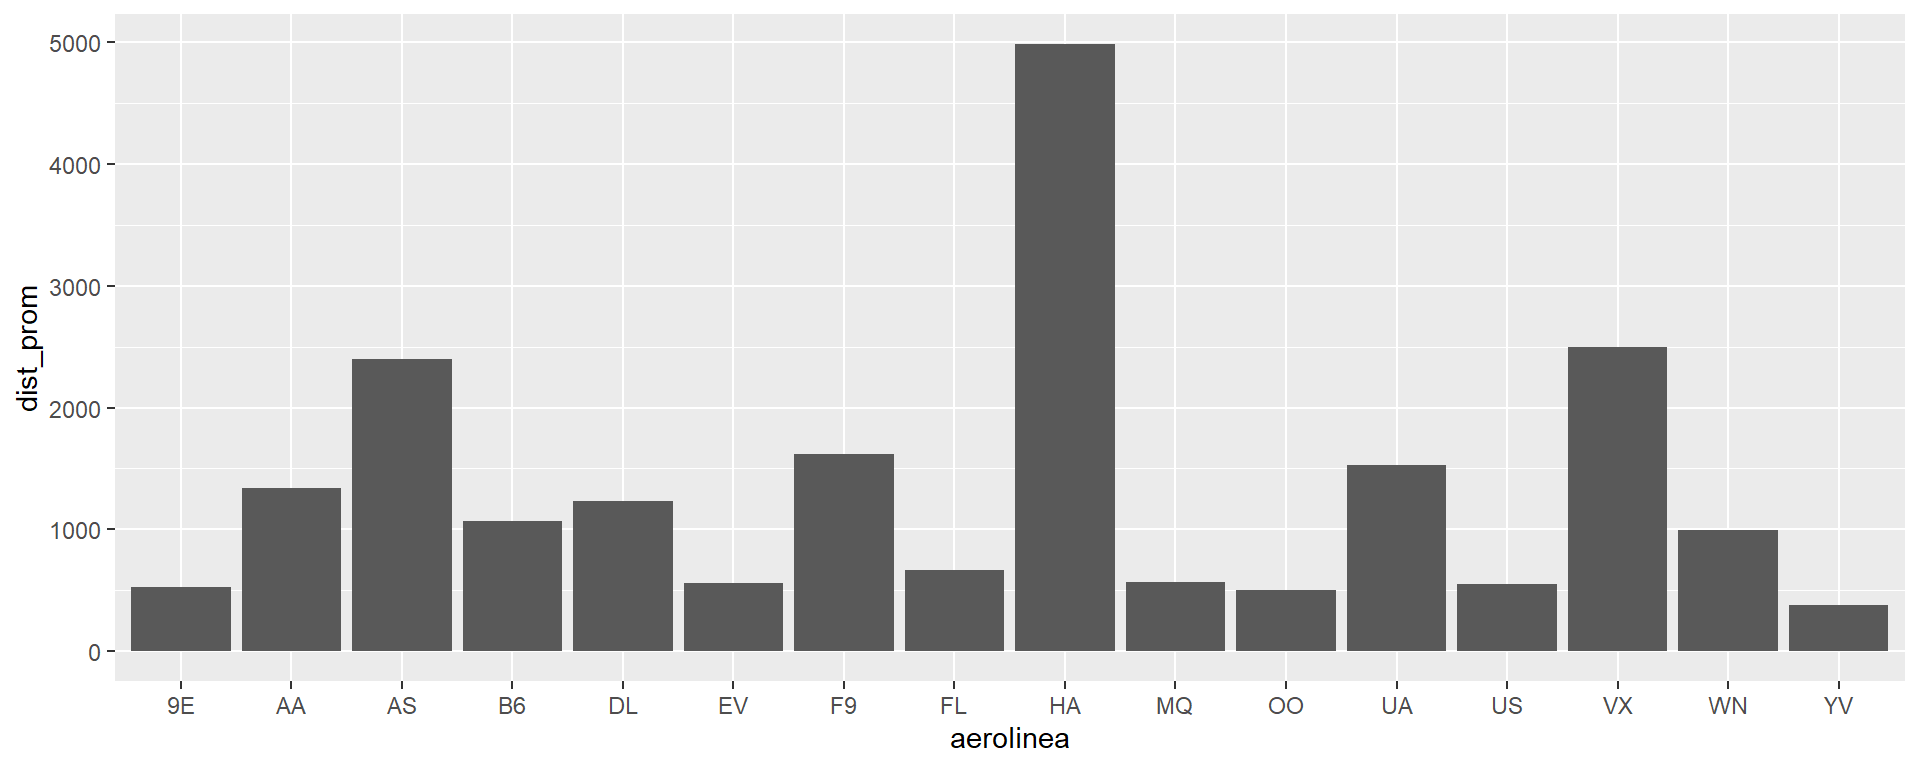 5000
4000
3000
2000
1000
0
dist_prom
9E AA AS B6 DL EV F9 FL HA MQ OO UA US VX WN YV
aerolinea